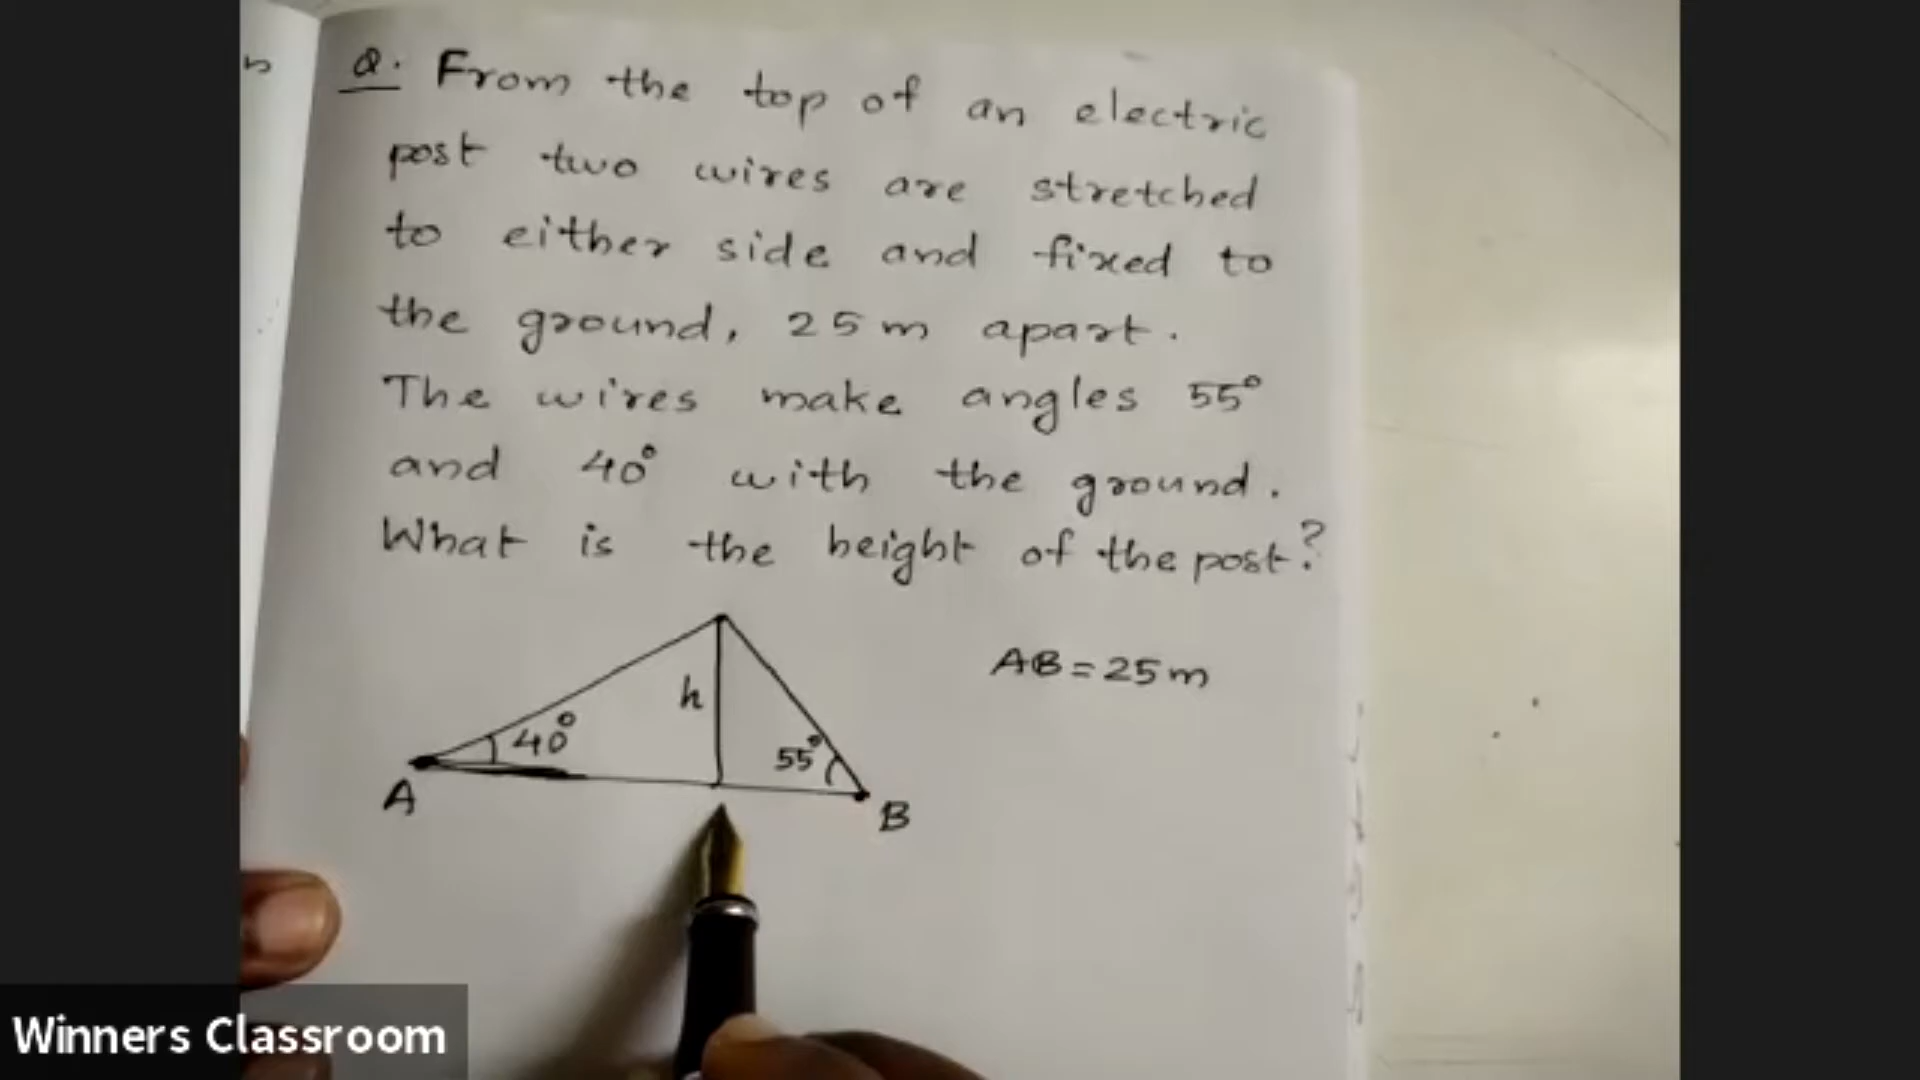 Q. From the top of an electric
post two wires are stretched
to either side and fixed to
the ground, 25 m apart.
The wires make angles 55°
and 40° with the ground.
What is the height of the post?
AB = 25 m
h
40°
55°
A
B
Winners Classroom